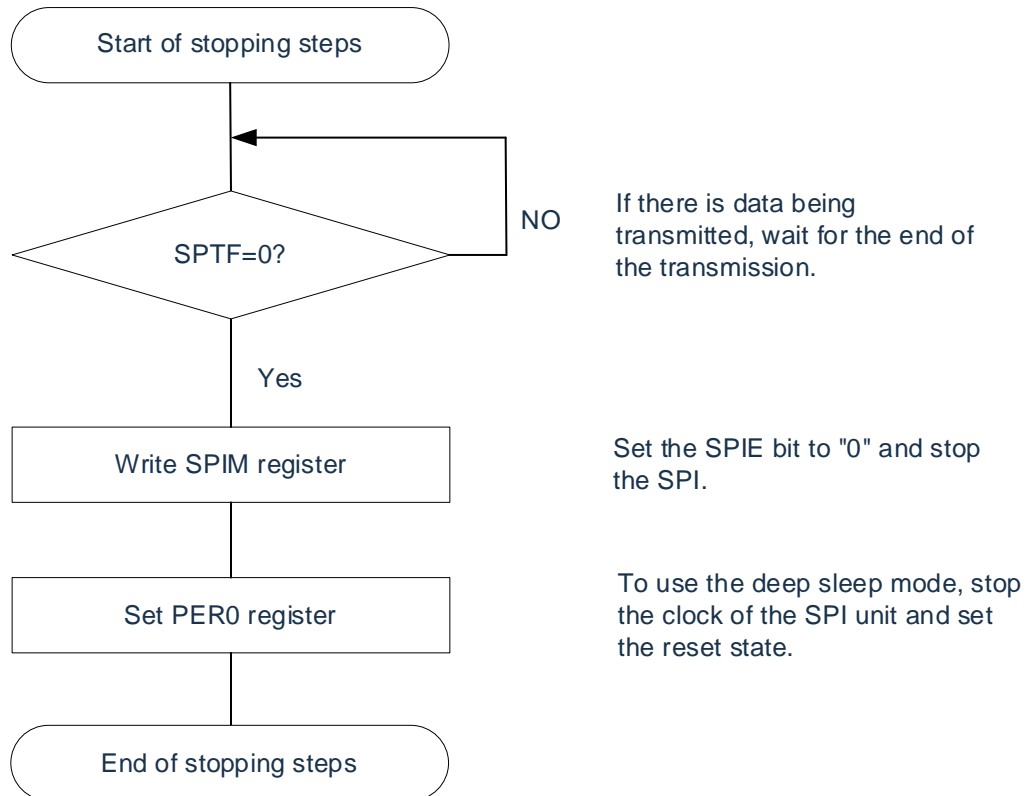 Start of stopping steps
SPTF=0?
NO
If there is data being
transmitted, wait for the end of
the transmission.
Yes
Write SPIM register
Set the SPIE bit to "0" and stop
the SPI.
Set PER0 register
To use the deep sleep mode, stop
the clock of the SPI unit and set
the reset state.
End of stopping steps